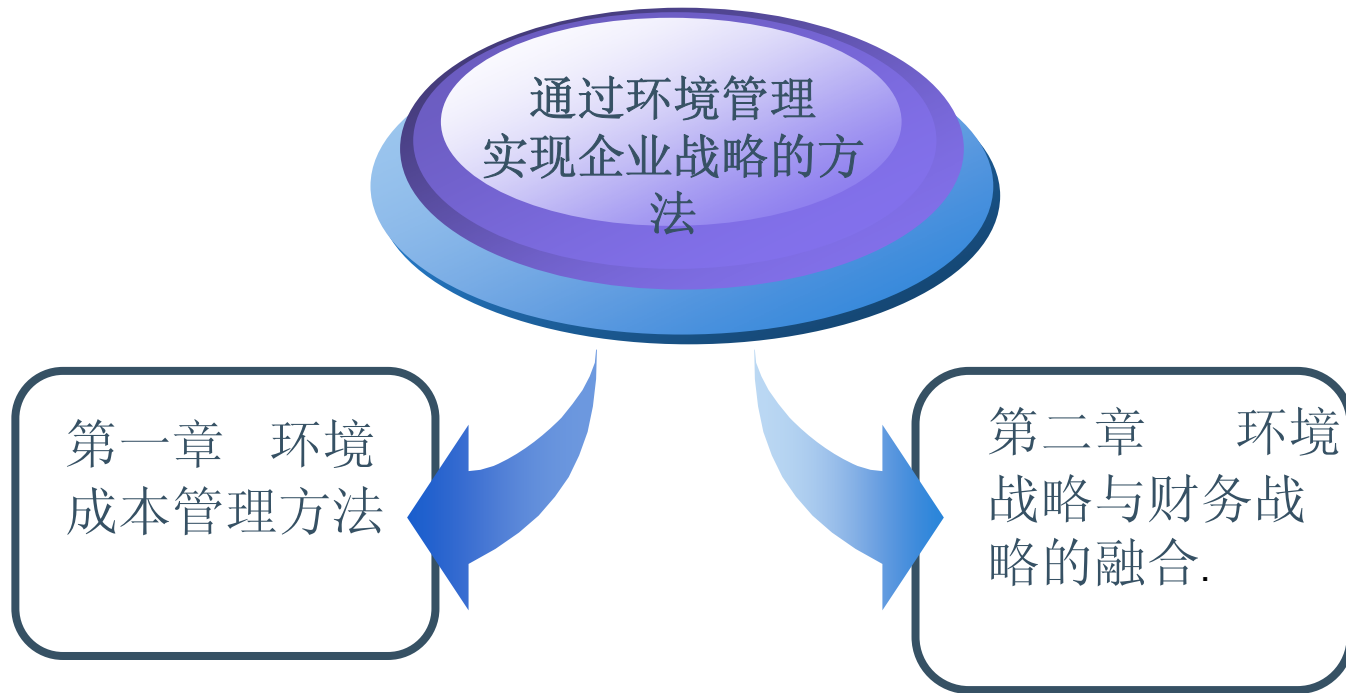 通过环境管理
实现企业战略的方
法
第一章 环境
成本管理方法
第二章 环境
战略与财务战
略的融合.